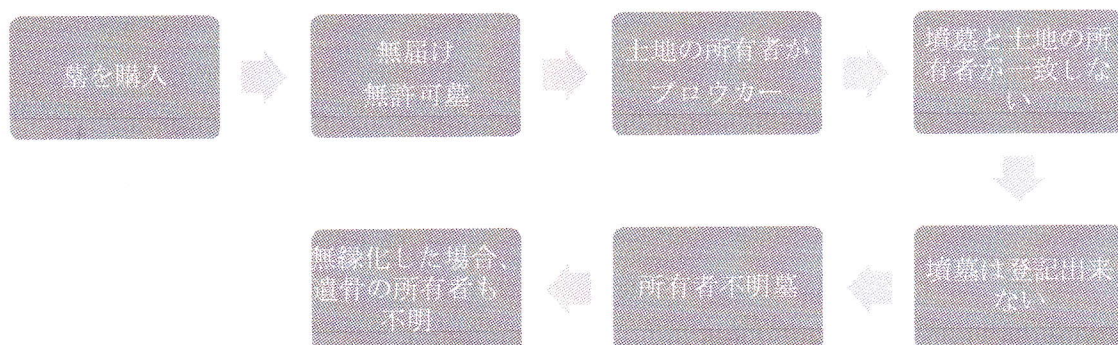 墓を購入
無届け
無許可墓
土地の所有者が
ブロウカー
墳墓と土地の所
有者が一致しな
い
墳墓は登記出来
ない
所有者不明墓
無縁化した場合、
遺骨の所有者も
不明